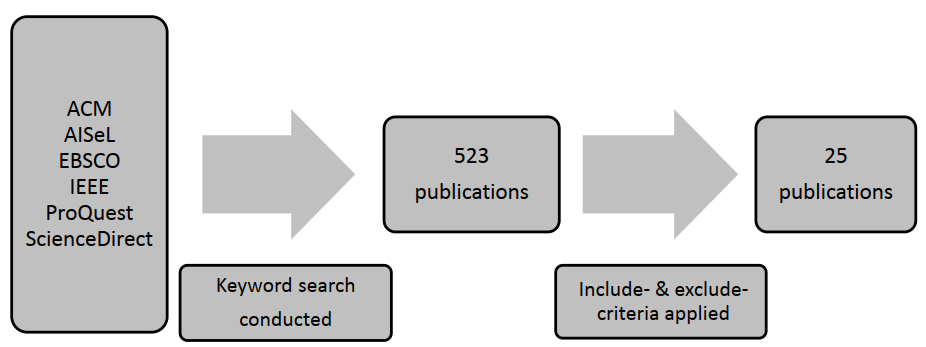 ACM
AISeL
EBSCO
IEEE
ProQuest
ScienceDirect
Keyword search
conducted
523
publications
Include- & exclude-
criteria applied
25
publications